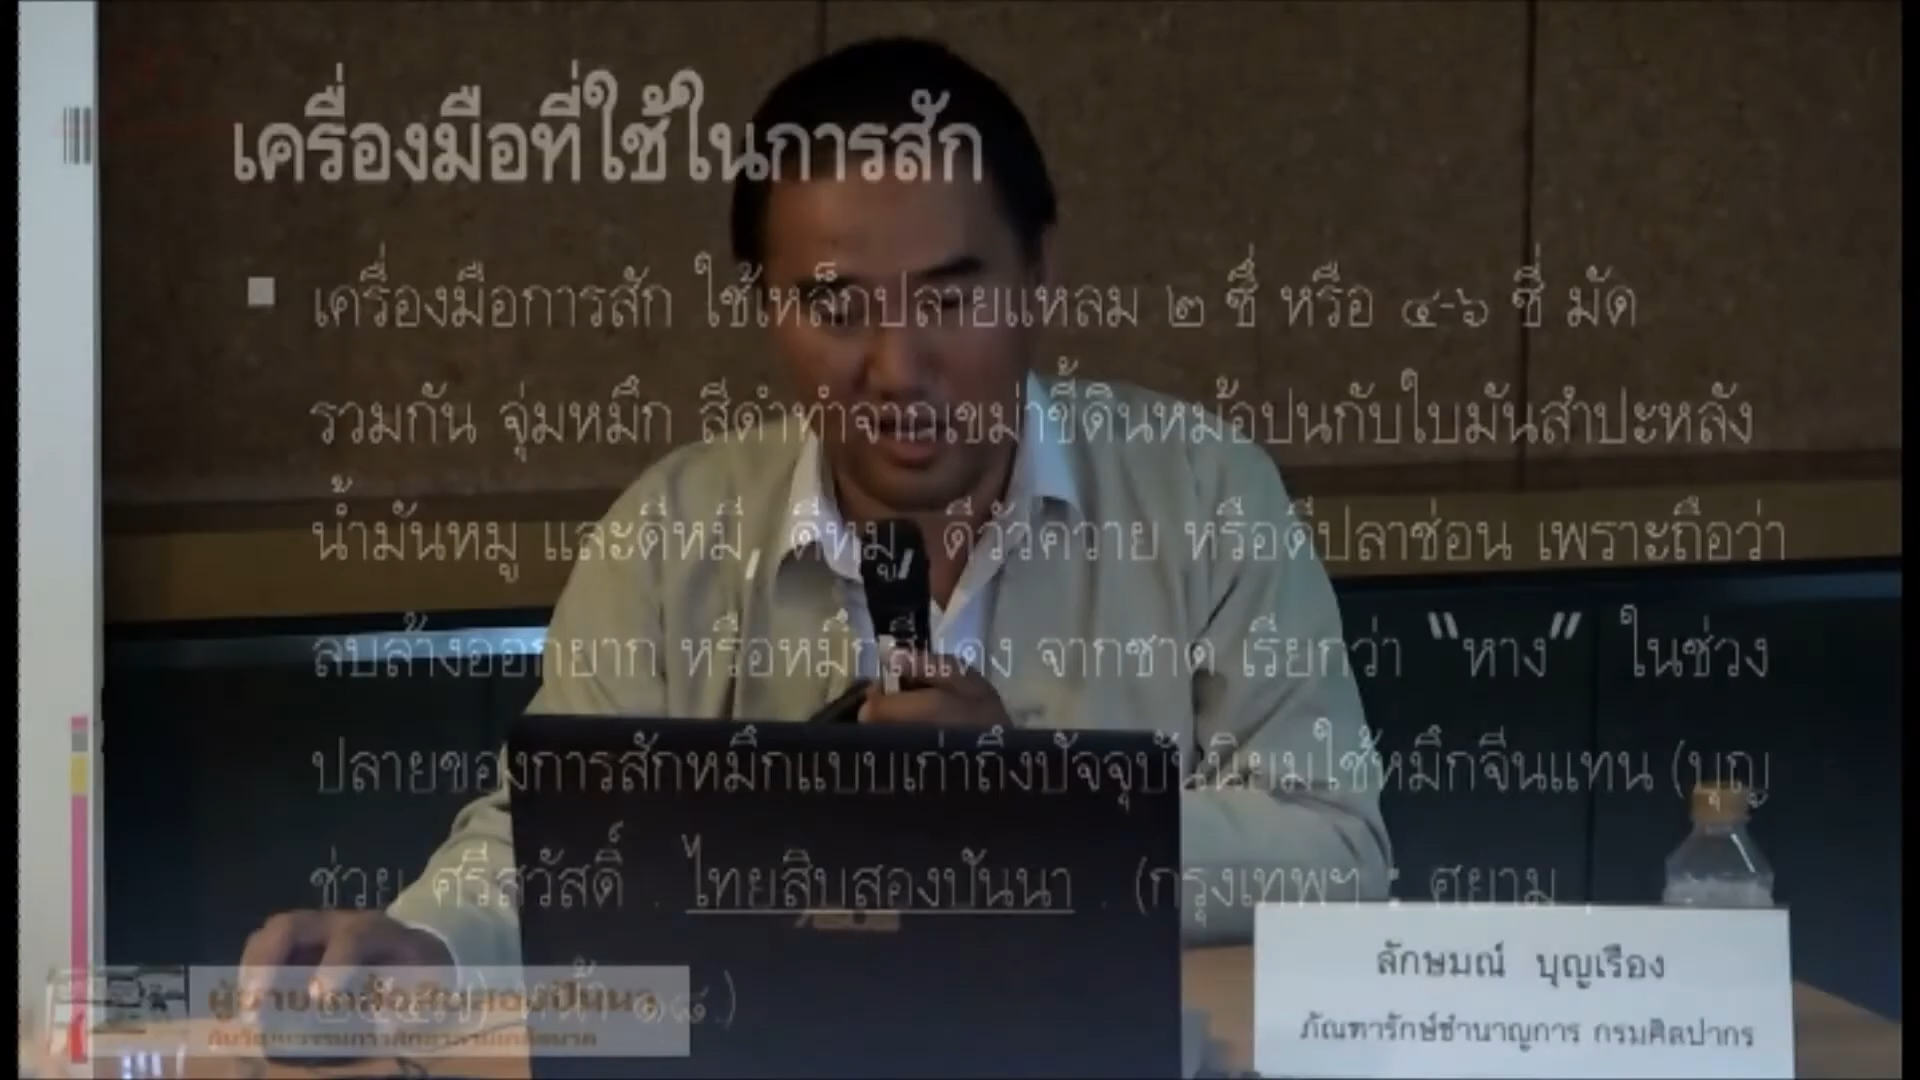 เครื่องมือที่ใช้ในการสัก
เครื่องมือการสัก ใช้เหล็กปลายแหลม ๒ ซี่ หรือ ๔-๖ ซี่ มัด
รวมกัน จุ่มหมึก สีดำทำจากเขม่าขี้ดินหม้อปนกับใบมันสำปะหลัง
น้ำมันหมู และดีหมี, ดีหมู, ดีวัวควาย หรือดีปลาช่อน เพราะถือว่า
ลบล้างออกยาก หรือหมึกสีแดง จากชาด เรียกว่า “หาง” ในช่วง
ปลายของการสักหมึกแบบเก่าถึงปัจจุบันนิยมใช้หมึกจีนแทน (บุญ
ช่วย ศรีสวัสดิ์ . ไทยสิบสองปันนา . (กรุงเทพฯ : ศยาม ,
๒๕๔๗) หน้า ๑๘.)
ลักษมณ์ บุญเรือง
ภัณฑารักษ์ชำนาญการ กรมศิลปากร